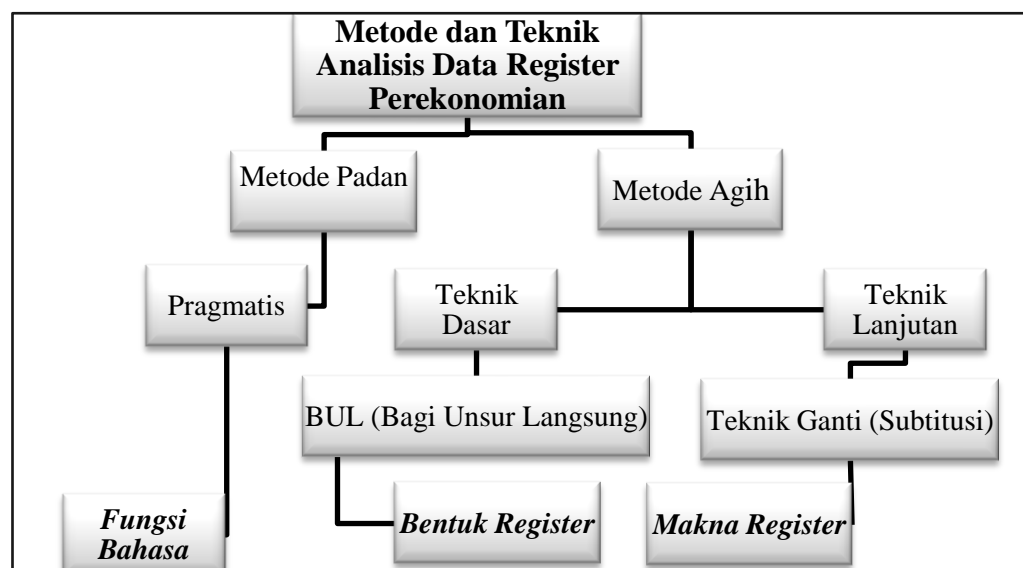 Metode dan Teknik
Analisis Data Register
Perekonomian
Metode Padan
Metode Agih
Pragmatis
Teknik
Dasar
Teknik
Lanjutan
BUL (Bagi Unsur Langsung)
Teknik Ganti (Subtitusi)
Fungsi
Bahasa
Bentuk Register
Makna Register